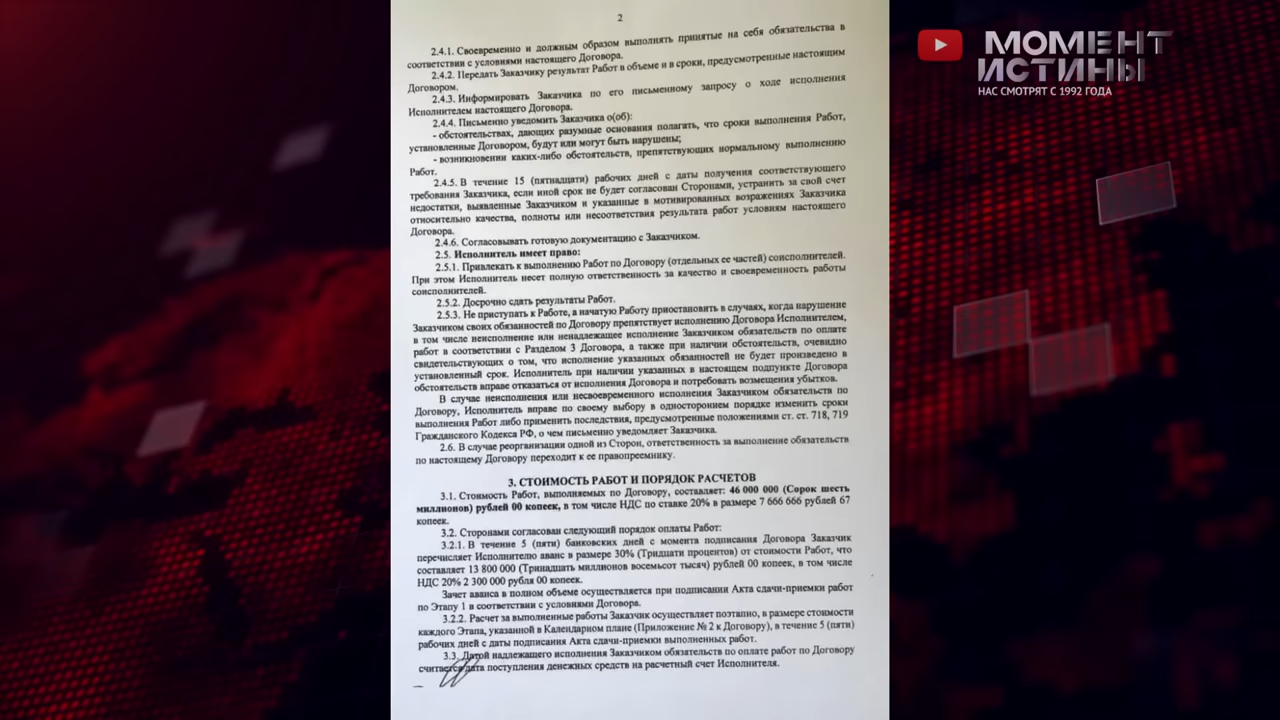 2
2.4.1. Своевременно и должным образом выполнять принятые на себя обязательства в
соответствии с условиями настоящего Договора.
2.4.2. Передать Заказчику результат Работ в объеме и в сроки, предусмотренные настоящим
Договором.
2.4.3. Информировать Заказчика по его письменному запросу о ходе исполнения
Исполнителем настоящего Договора.
2.4.4. Письменно уведомить Заказчика о(об):
- обстоятельствах, дающих разумные основания полагать, что сроки выполнения Работ,
установленные Договором, будут или могут быть нарушены;
- возникновении каких-либо обстоятельств, препятствующих нормальному выполнению
Работ.
2.4.5. В течение 15 (пятнадцати) рабочих дней с даты получения соответствующего
требования Заказчика, если иной срок не будет согласован Сторонами, устранить за свой счет
недостатки, выявленные Заказчиком и указанные в мотивированных возражениях Заказчика
относительно качества, полноты или несоответствия результата работ условиям настоящего
Договора.
2.4.6. Согласовывать готовую документацию с Заказчиком.
2.5. Исполнитель имеет право:
2.5.1. Привлекать к выполнению Работ по Договору (отдельных ее частей) соисполнителей.
При этом Исполнитель несет полную ответственность за качество и своевременность работы
соисполнителей.
2.5.2. Досрочно сдать результаты Работ.
2.5.3. Не приступать к Работе, а начатую Работу приостановить в случаях, когда нарушение
Заказчиком своих обязанностей по Договору препятствует исполнению Договора Исполнителем,
в том числе неисполнение или ненадлежащее исполнение Заказчиком обязательств по оплате
работ в соответствии с Разделом 3 Договора, а также при наличии обстоятельств, очевидно
свидетельствующих о том, что исполнение указанных обязанностей не будет произведено в
установленный срок. Исполнитель при наличии указанных в настоящем подпункте Договора
обстоятельств вправе отказаться от исполнения Договора и потребовать возмещения убытков.
В случае неисполнения или несвоевременного исполнения Заказчиком обязательств по
Договору, Исполнитель вправе по своему выбору в одностороннем порядке изменить сроки
выполнения Работ либо применить последствия, предусмотренные положениями ст. ст. 718, 719
Гражданского Кодекса РФ, о чем письменно уведомляет Заказчика.
2.6. В случае реорганизации одной из Сторон, ответственность за выполнение обязательств
по настоящему Договору переходит к ее правопреемнику.
3. СТОИМОСТЬ РАБОТ И ПОРЯДОК РАСЧЕТОВ
3.1. Стоимость Работ, выполняемых по Договору, составляет: 46 000 000 (Сорок шесть
миллионов) рублей 00 копеек, в том числе НДС по ставке 20% в размере 7 666 666 рублей 67
копеек.
3.2. Сторонами согласован следующий порядок оплаты Работ:
3.2.1. В течение 5 (пяти) банковских дней с момента подписания Договора Заказчик
перечисляет Исполнителю аванс в размере 30% (Тридцати процентов) от стоимости Работ, что
составляет 13 800 000 (Тринадцать миллионов восемьсот тысяч) рублей 00 копеек, в том числе
НДС 20% 2 300 000 рубля 00 копеек.
Зачет аванса в полном объеме осуществляется при подписании Акта сдачи-приемки работ
по Этапу 1 в соответствии с условиями Договора.
3.2.2. Расчет за выполненные работы Заказчик осуществляет поэтапно, в размере стоимости
каждого Этапа, указанной в Календарном плане (Приложение № 2 к Договору), в течение 5 (пяти)
рабочих дней с даты подписания Акта сдачи-приемки выполненных работ.
3.3. Датой надлежащего исполнения Заказчиком обязательств по оплате работ по Договору
считается дата поступления денежных средств на расчетный счет Исполнителя.
МОМЕНТ
ИСТИНЫ
НАС СМОТРЯТ С 1992 ГОДА